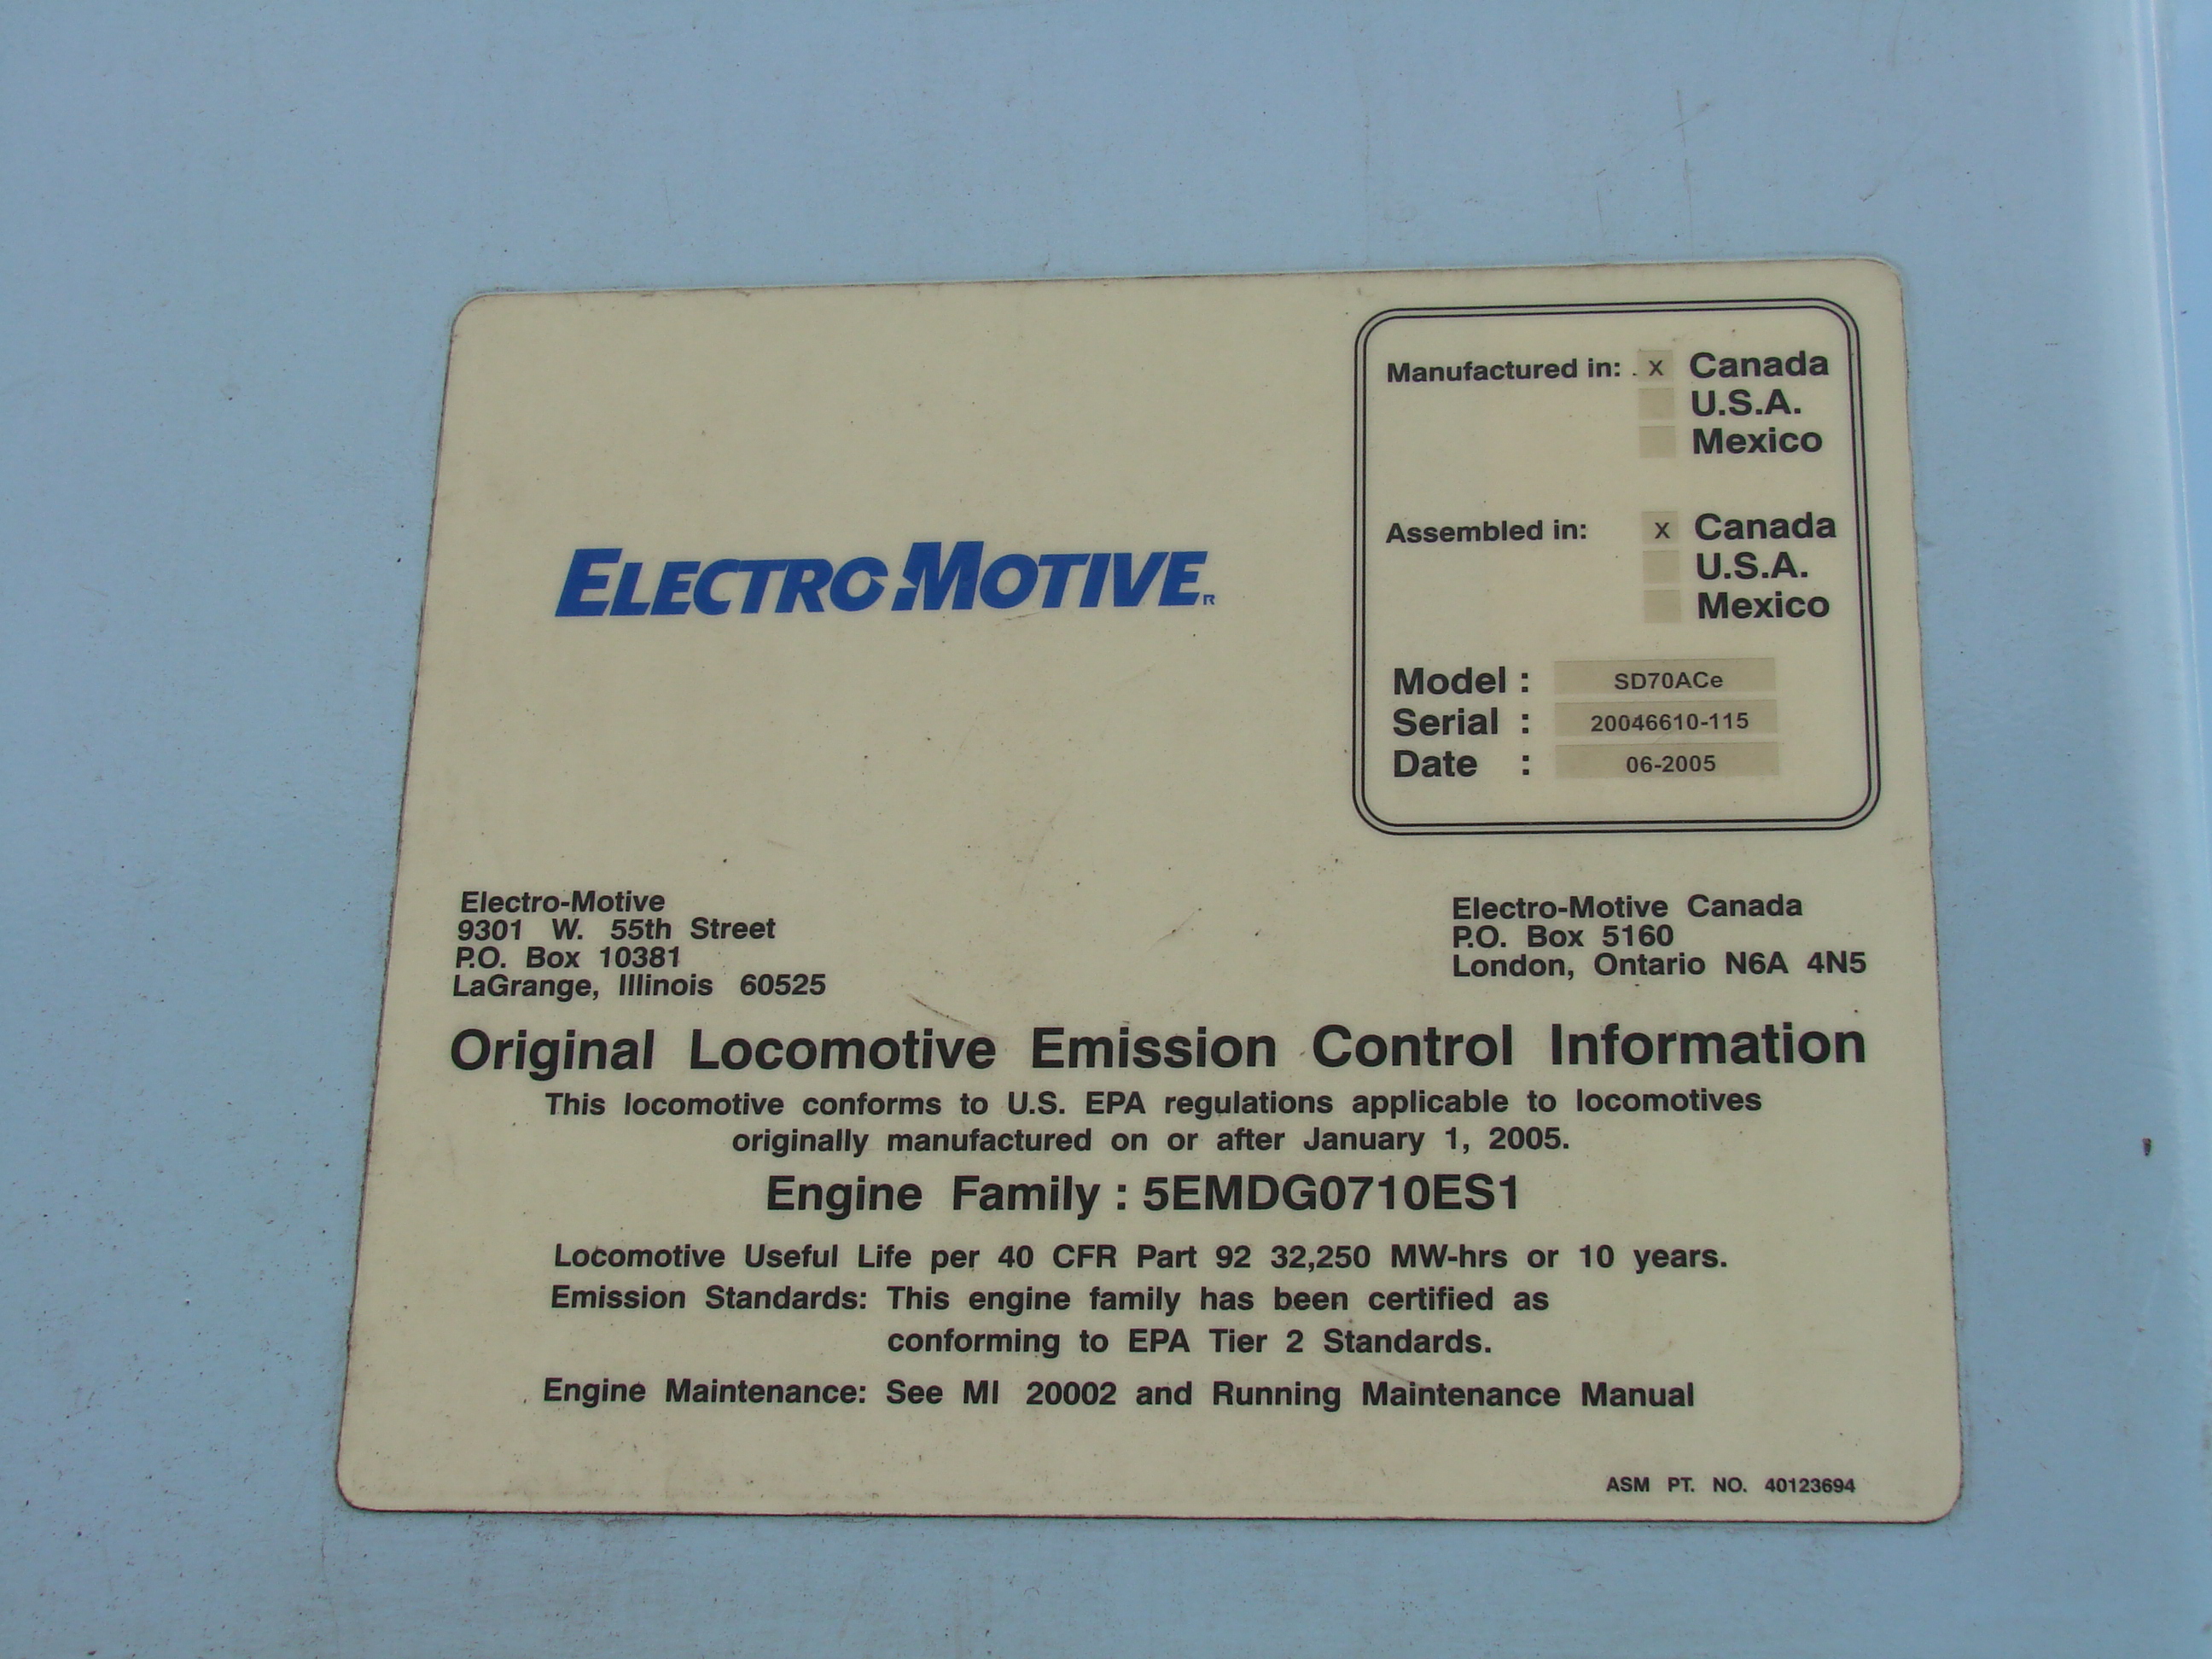 Manufactured in: x Canada
U.S.A.
Mexico
Assembled in: x Canada
U.S.A.
Mexico
ELECTRO-MOTIVE R
Model : SD70ACe
Serial : 20046610-115
Date : 06-2005
Electro-Motive
9301 W. 55th Street
P.O. Box 10381
LaGrange, Illinois 60525
Electro-Motive Canada
P.O. Box 5160
London, Ontario N6A 4N5
Original Locomotive Emission Control Information
This locomotive conforms to U.S. EPA regulations applicable to locomotives
originally manufactured on or after January 1, 2005.
Engine Family : 5EMDG0710ES1
Locomotive Useful Life per 40 CFR Part 92 32,250 MW-hrs or 10 years.
Emission Standards: This engine family has been certified as
conforming to EPA Tier 2 Standards.
Engine Maintenance: See MI 20002 and Running Maintenance Manual
ASM PT. NO. 40123694